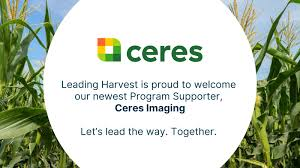 ceres
Leading Harvest is proud to welcome
our newest Program Supporter,
Ceres Imaging
Let's lead the way. Together.